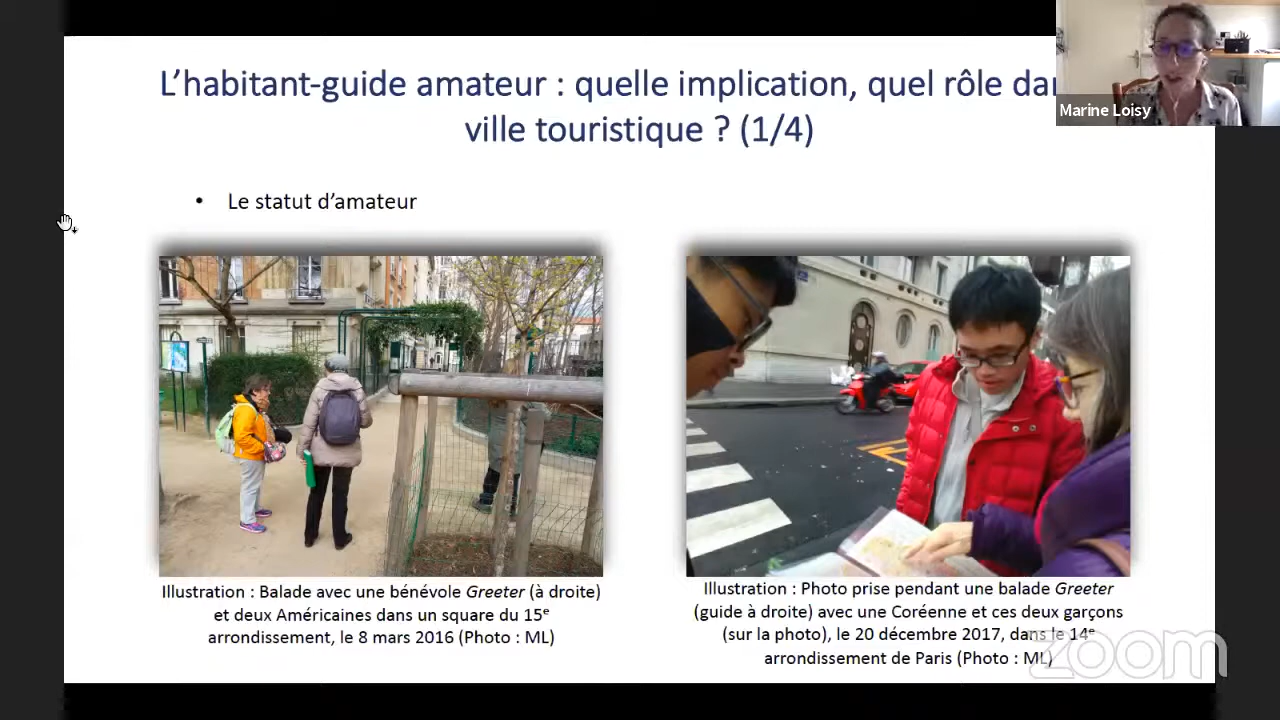 L'habitant-guide amateur : quelle implication, quel rôle
ville touristique ? (1/4)
Marine Loisy
• Le statut d'amateur
Illustration : Balade avec une bénévole Greeter (à droite)
et deux Américaines dans un square du 15e
arrondissement, le 8 mars 2016 (Photo : ML)
Illustration : Photo prise pendant une balade Greeter
(guide à droite) avec une Coréenne et ces deux garçons
(sur la photo), le 20 décembre 2017, dans le 14e
arrondissement de Paris (Photo : ML)
zoom